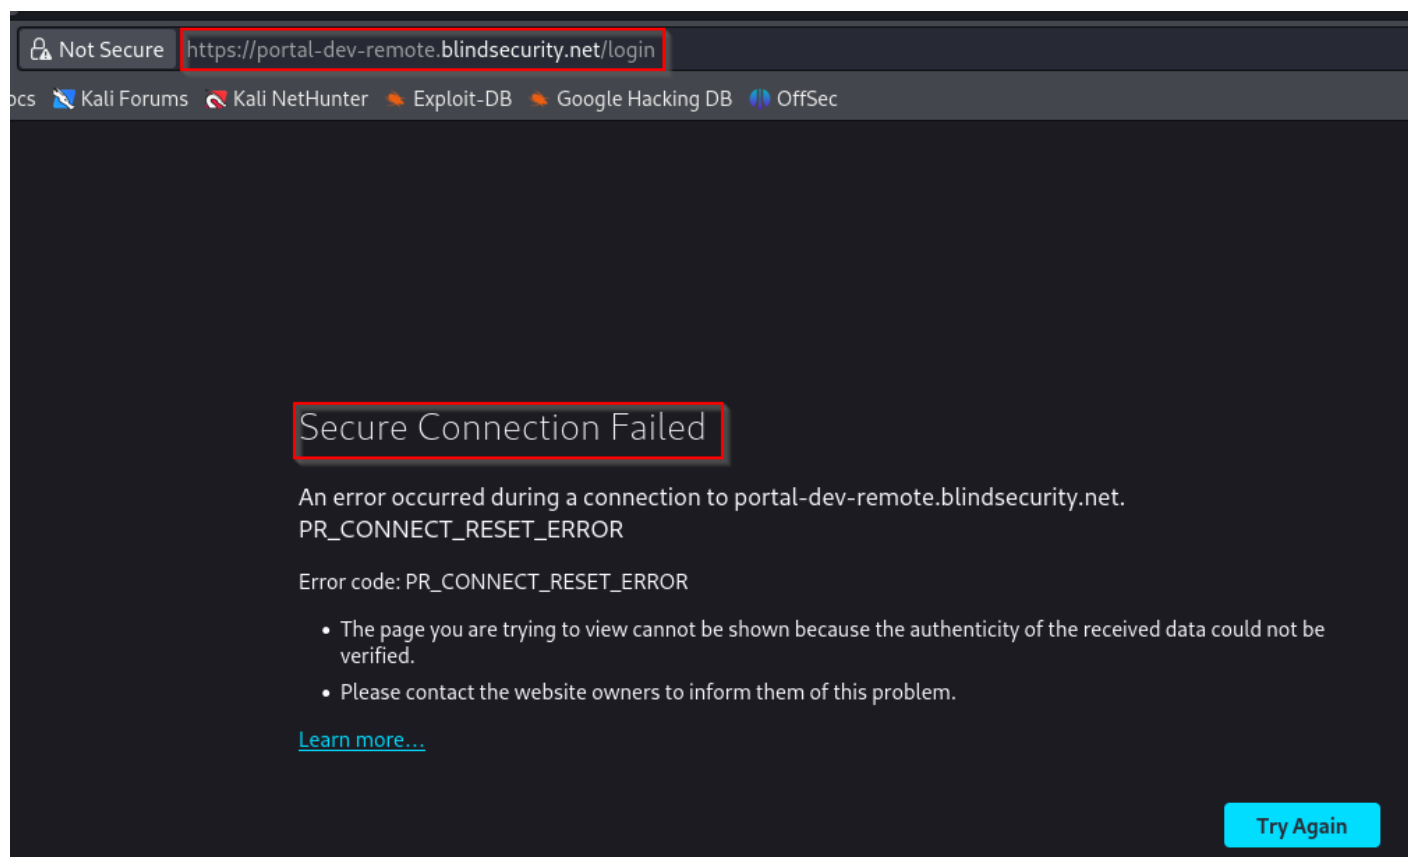 Not Secure https://portal-dev-remote.blindsecurity.net/login
ocs Kali Forums Kali NetHunter Exploit-DB Google Hacking DB OffSec
Secure Connection Failed
An error occurred during a connection to portal-dev-remote.blindsecurity.net.
PR_CONNECT_RESET_ERROR
Error code: PR_CONNECT_RESET_ERROR
• The page you are trying to view cannot be shown because the authenticity of the received data could not be
verified.
• Please contact the website owners to inform them of this problem.
Learn more…
Try Again